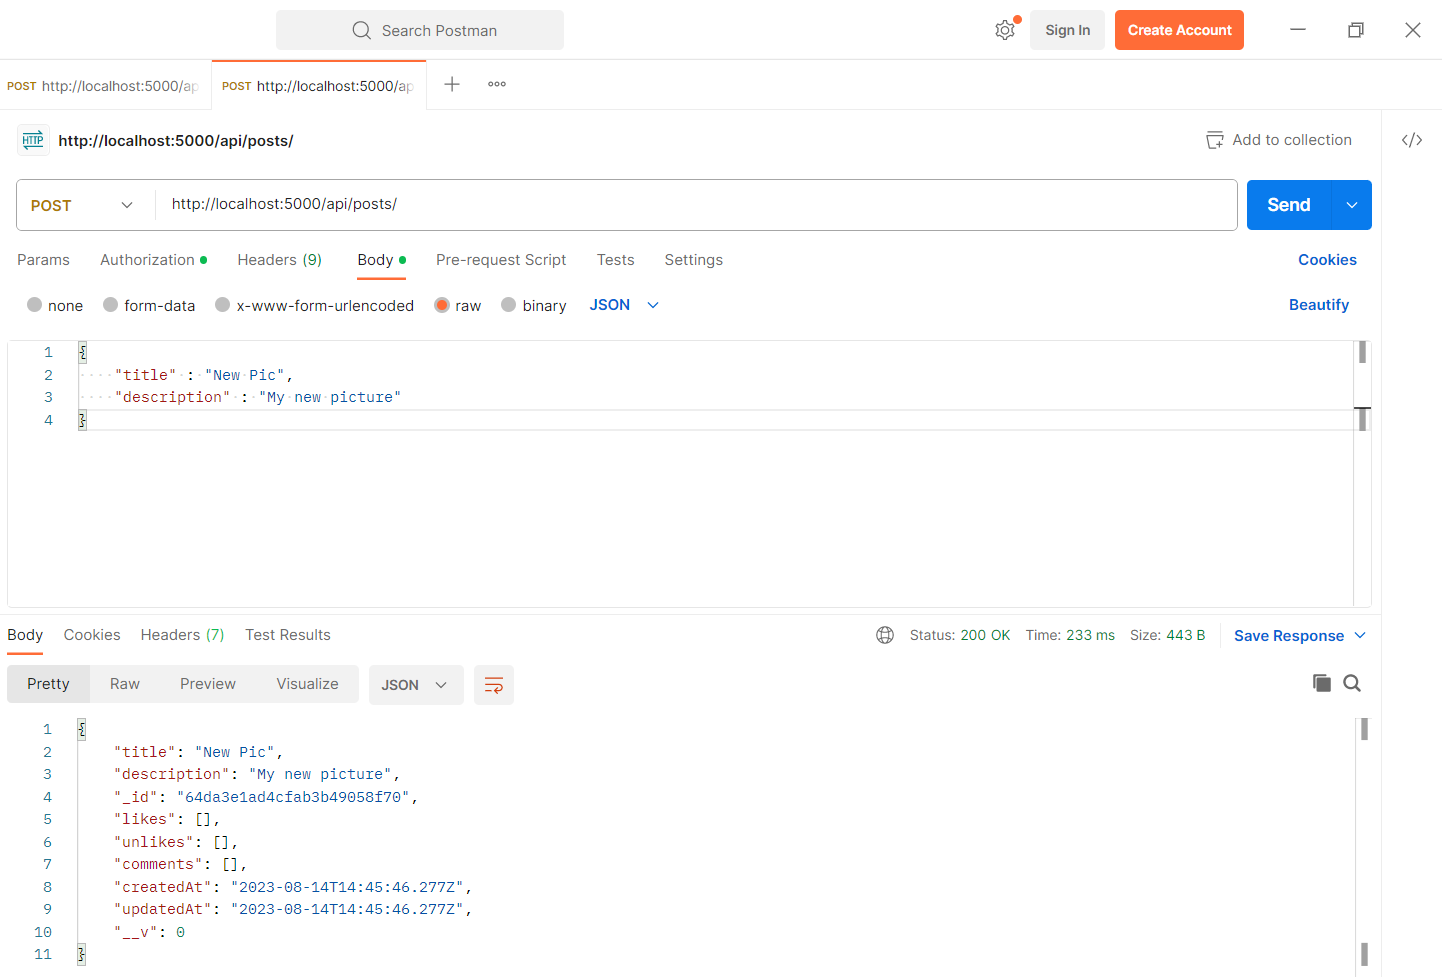 Search Postman
Sign In
Create Account
POST http://localhost:5000/ap
POST http://localhost:5000/ap
HTTP http://localhost:5000/api/posts/
Add to collection
POST http://localhost:5000/api/posts/
Send
Params Authorization Headers (9) Body Pre-request Script Tests Settings Cookies
none form-data x-www-form-urlencoded raw binary JSON Beautify
1 {
2 "title" : "New Pic",
3 "description" : "My new picture"
4 }
Body Cookies Headers (7) Test Results Status: 200 OK Time: 233 ms Size: 443 B Save Response
Pretty Raw Preview Visualize JSON
1 {
2 "title": "New Pic",
3 "description": "My new picture",
4 "_id": "64da3e1ad4cfab3b49058f70",
5 "likes": [],
6 "unlikes": [],
7 "comments": [],
8 "createdAt": "2023-08-14T14:45:46.277Z",
9 "updatedAt": "2023-08-14T14:45:46.277Z",
10 "__v": 0
11 }